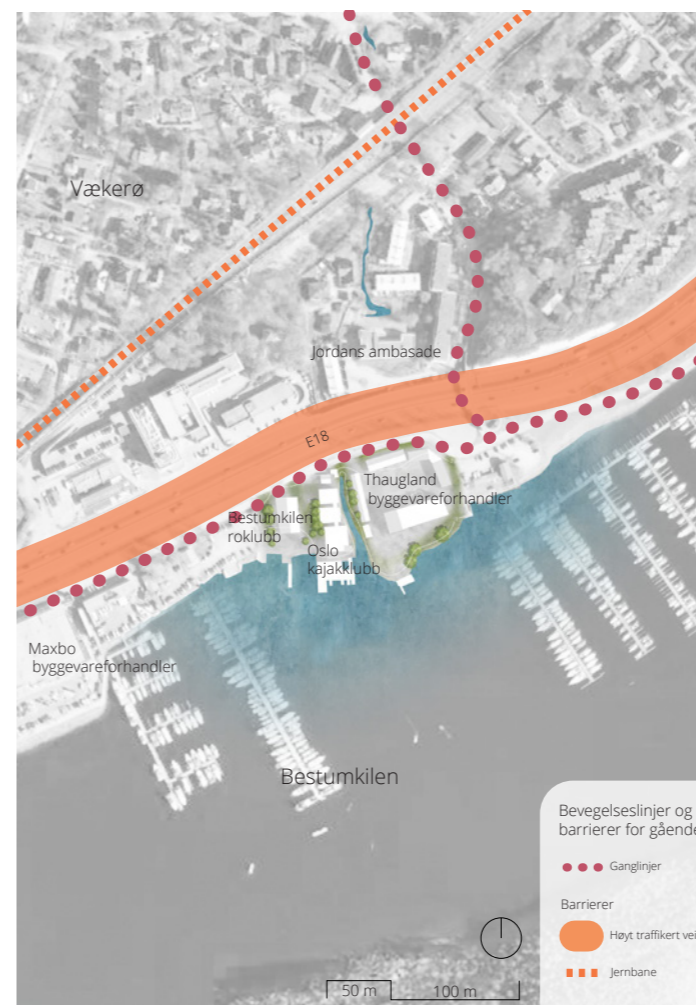 Vækerø
Jordans ambasade
E18
Thaugland
byggevareforhandler
Bestumkilen
roklubb
Oslo
kajakklubb
Maxbo
byggevareforhandler
Bestumkilen
Bevegelseslinjer og
barrierer for gående
Ganglinjer
Barrierer
Høyt traffikert vei
Jernbane
50 m
100 m